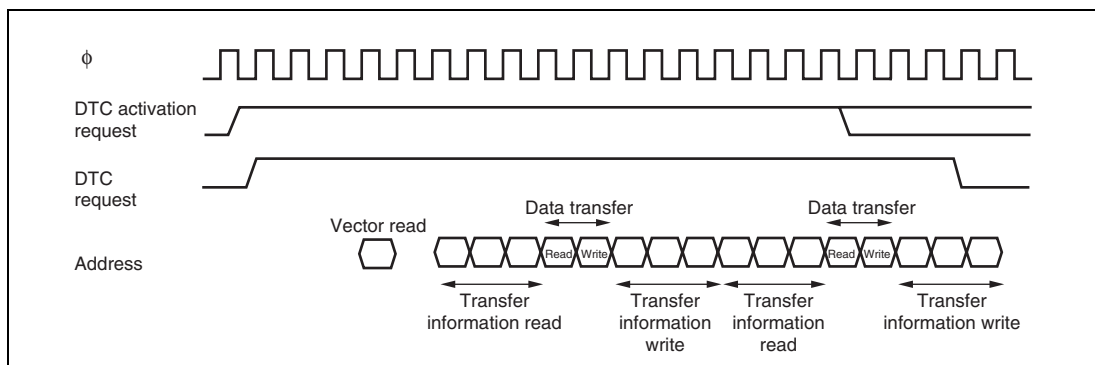 ϕ
DTC activation
request
DTC
request
Data transfer
Data transfer
Vector read
Address
Read
Write
Read
Write
Transfer
information read
Transfer
information
write
Transfer
information
read
Transfer
information write